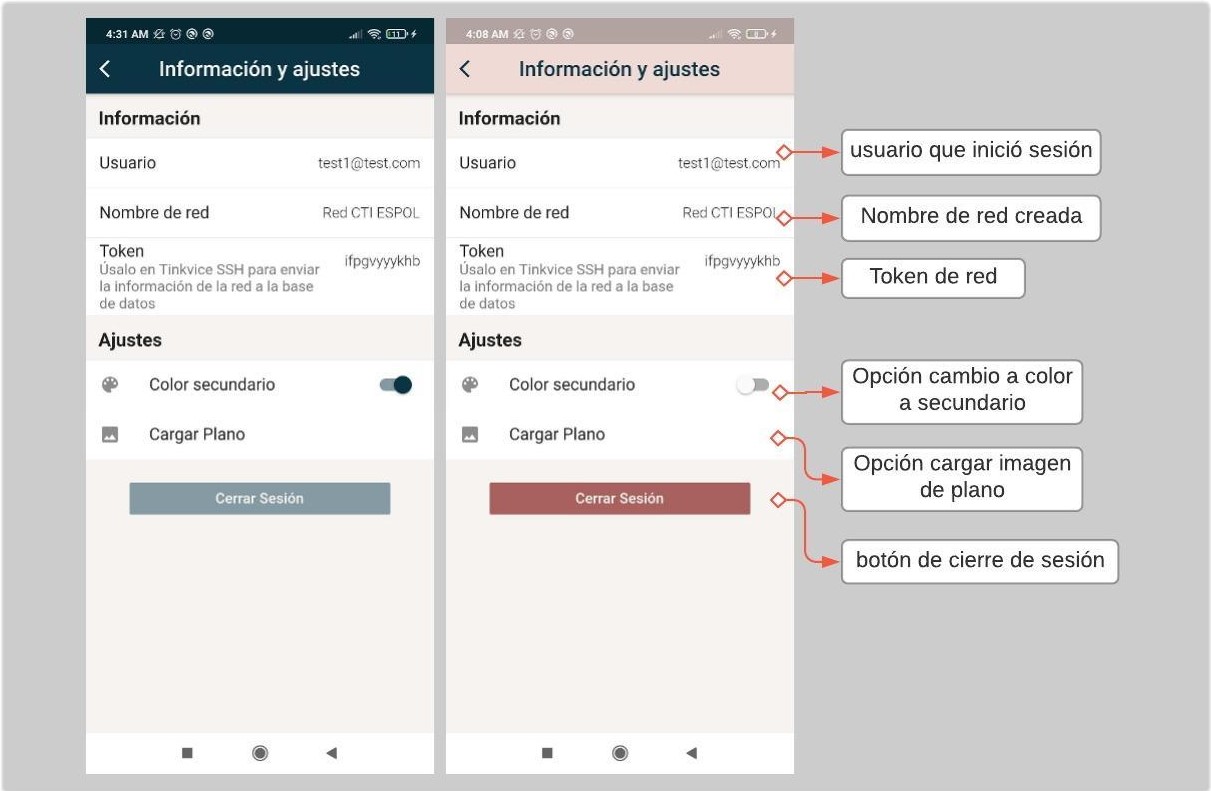 4:31 AM
11
Información y ajustes
Información
Usuario test1@test.com
Nombre de red Red CTI ESPOL
Token ifpgvyyykhb
Úsalo en Tinkvice SSH para enviar
la información de la red a la base
de datos
Ajustes
Color secundario
Cargar Plano
Cerrar Sesión
4:08 AM
Información y ajustes
Información
Usuario test1@test.com
Nombre de red Red CTI ESPOL
Token ifpgvyyykhb
Úsalo en Tinkvice SSH para enviar
la información de la red a la base
de datos
Ajustes
Color secundario
Cargar Plano
Cerrar Sesión
usuario que inició sesión
Nombre de red creada
Token de red
Opción cambio a color
a secundario
Opción cargar imagen
de plano
botón de cierre de sesión